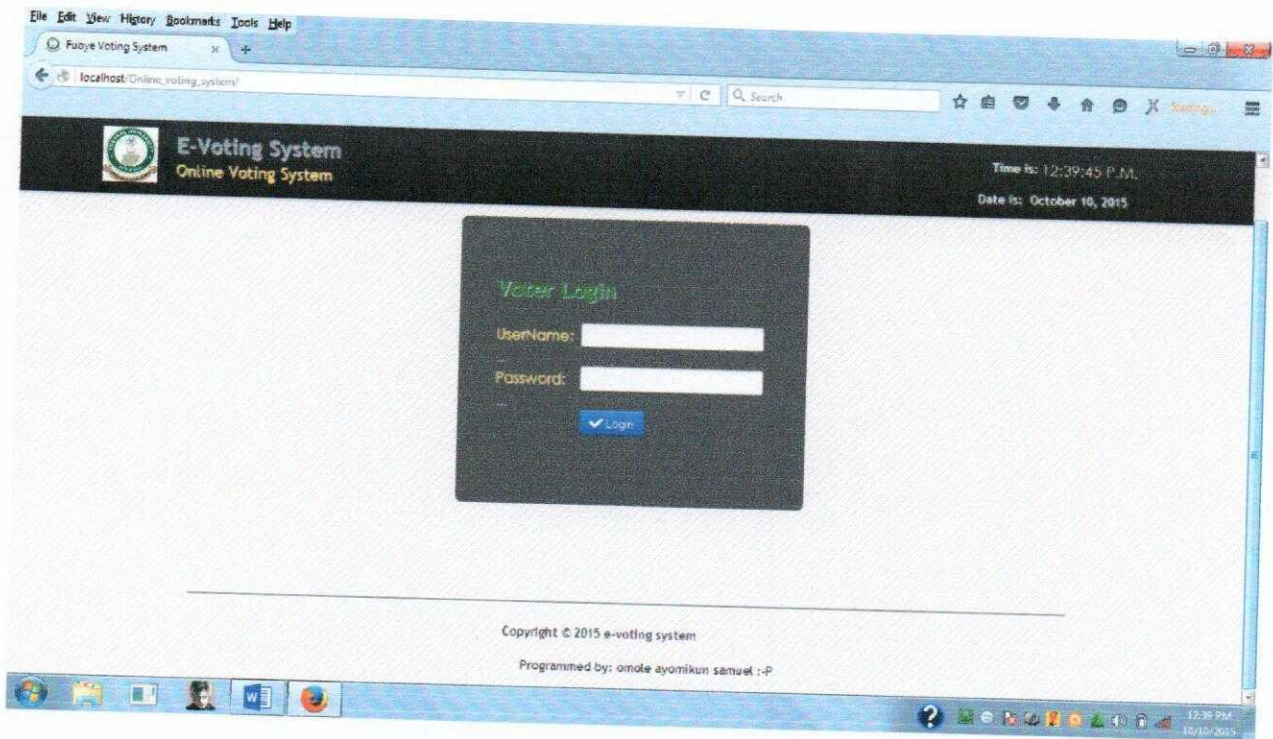 File Edit View History Bookmarks Tools Help
Fuoye Voting System
localhost/Online_voting_system/
Search
E-Voting System
Online Voting System
Time is: 12:39:45 P.M.
Date is: October 10, 2015
Voter Login
UserName:
Password:
Login
Copyright © 2015 e-voting system
Programmed by: omole ayomikun samuel :-P
12:39 PM
10/10/2015